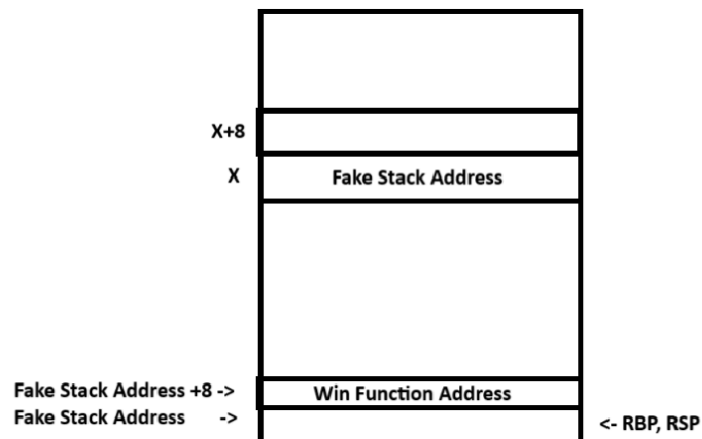 X+8
X Fake Stack Address
Fake Stack Address +8 -> Win Function Address
Fake Stack Address -> <- RBP, RSP